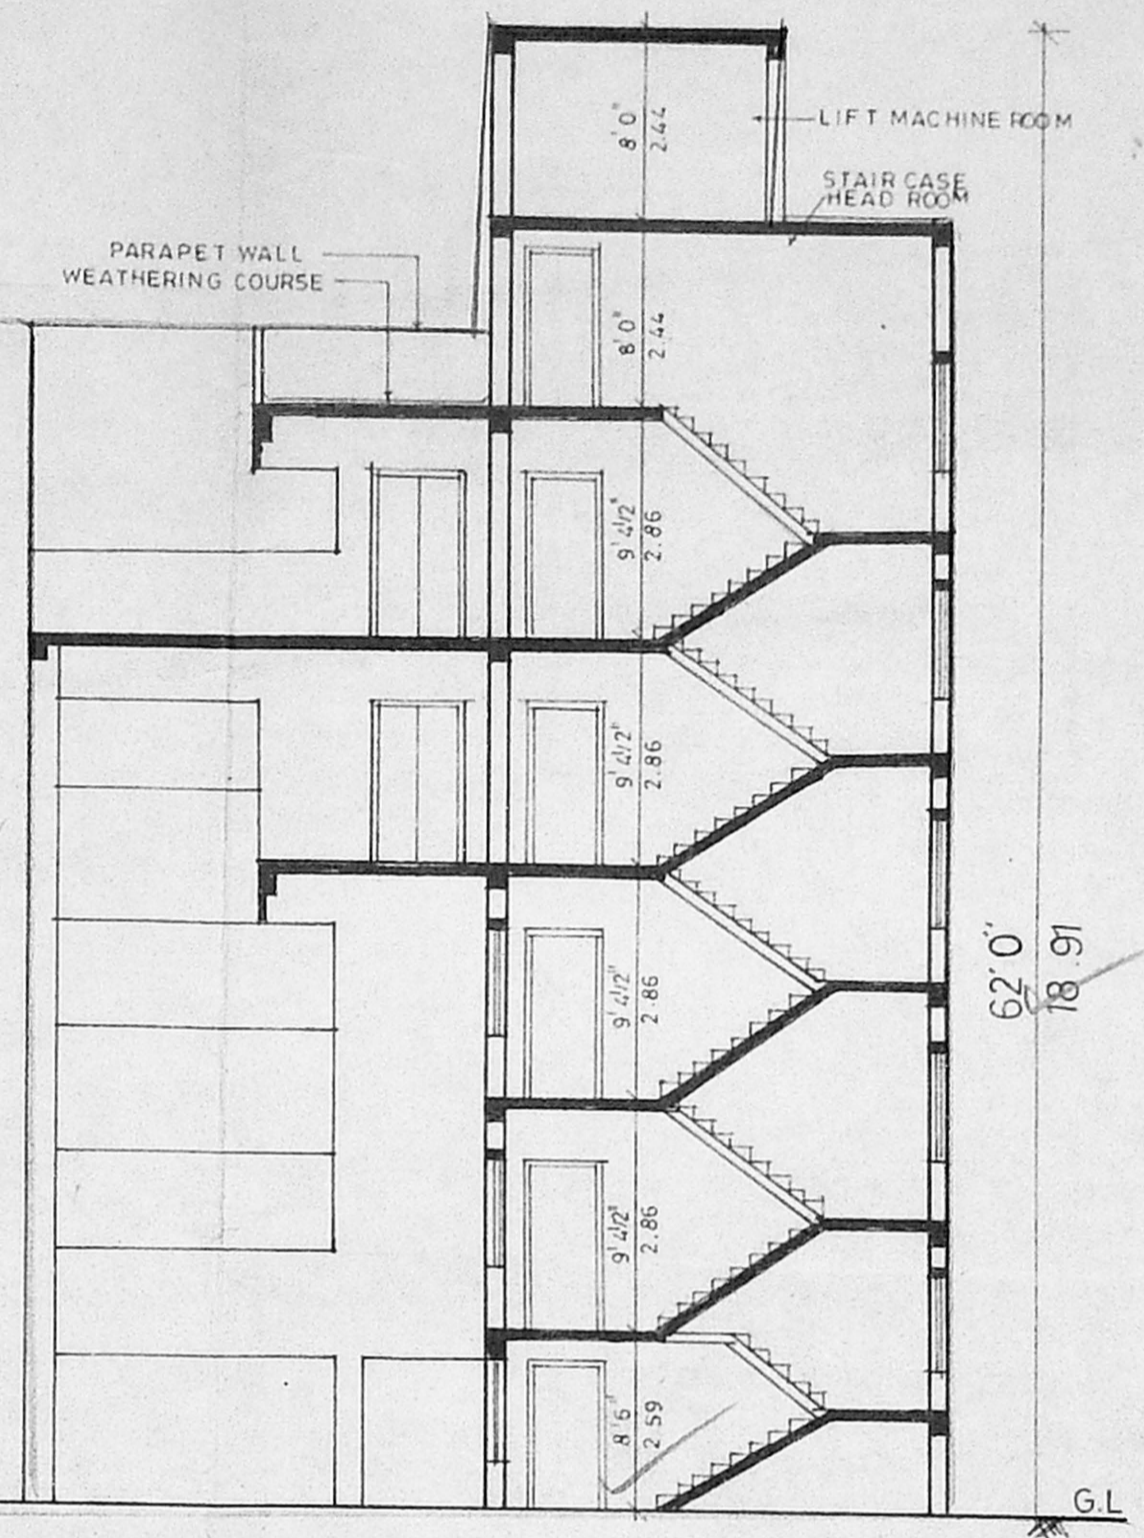 8'0"
2.44
LIFT MACHINE ROOM
STAIR CASE
HEAD ROOM
PARAPET WALL
WEATHERING COURSE
8'0"
2.44
9'4½"
2.86
9'4½"
2.86
9'4½"
2.86
62'0"
18.91
9'4½"
2.86
8'6"
2.59
G.L